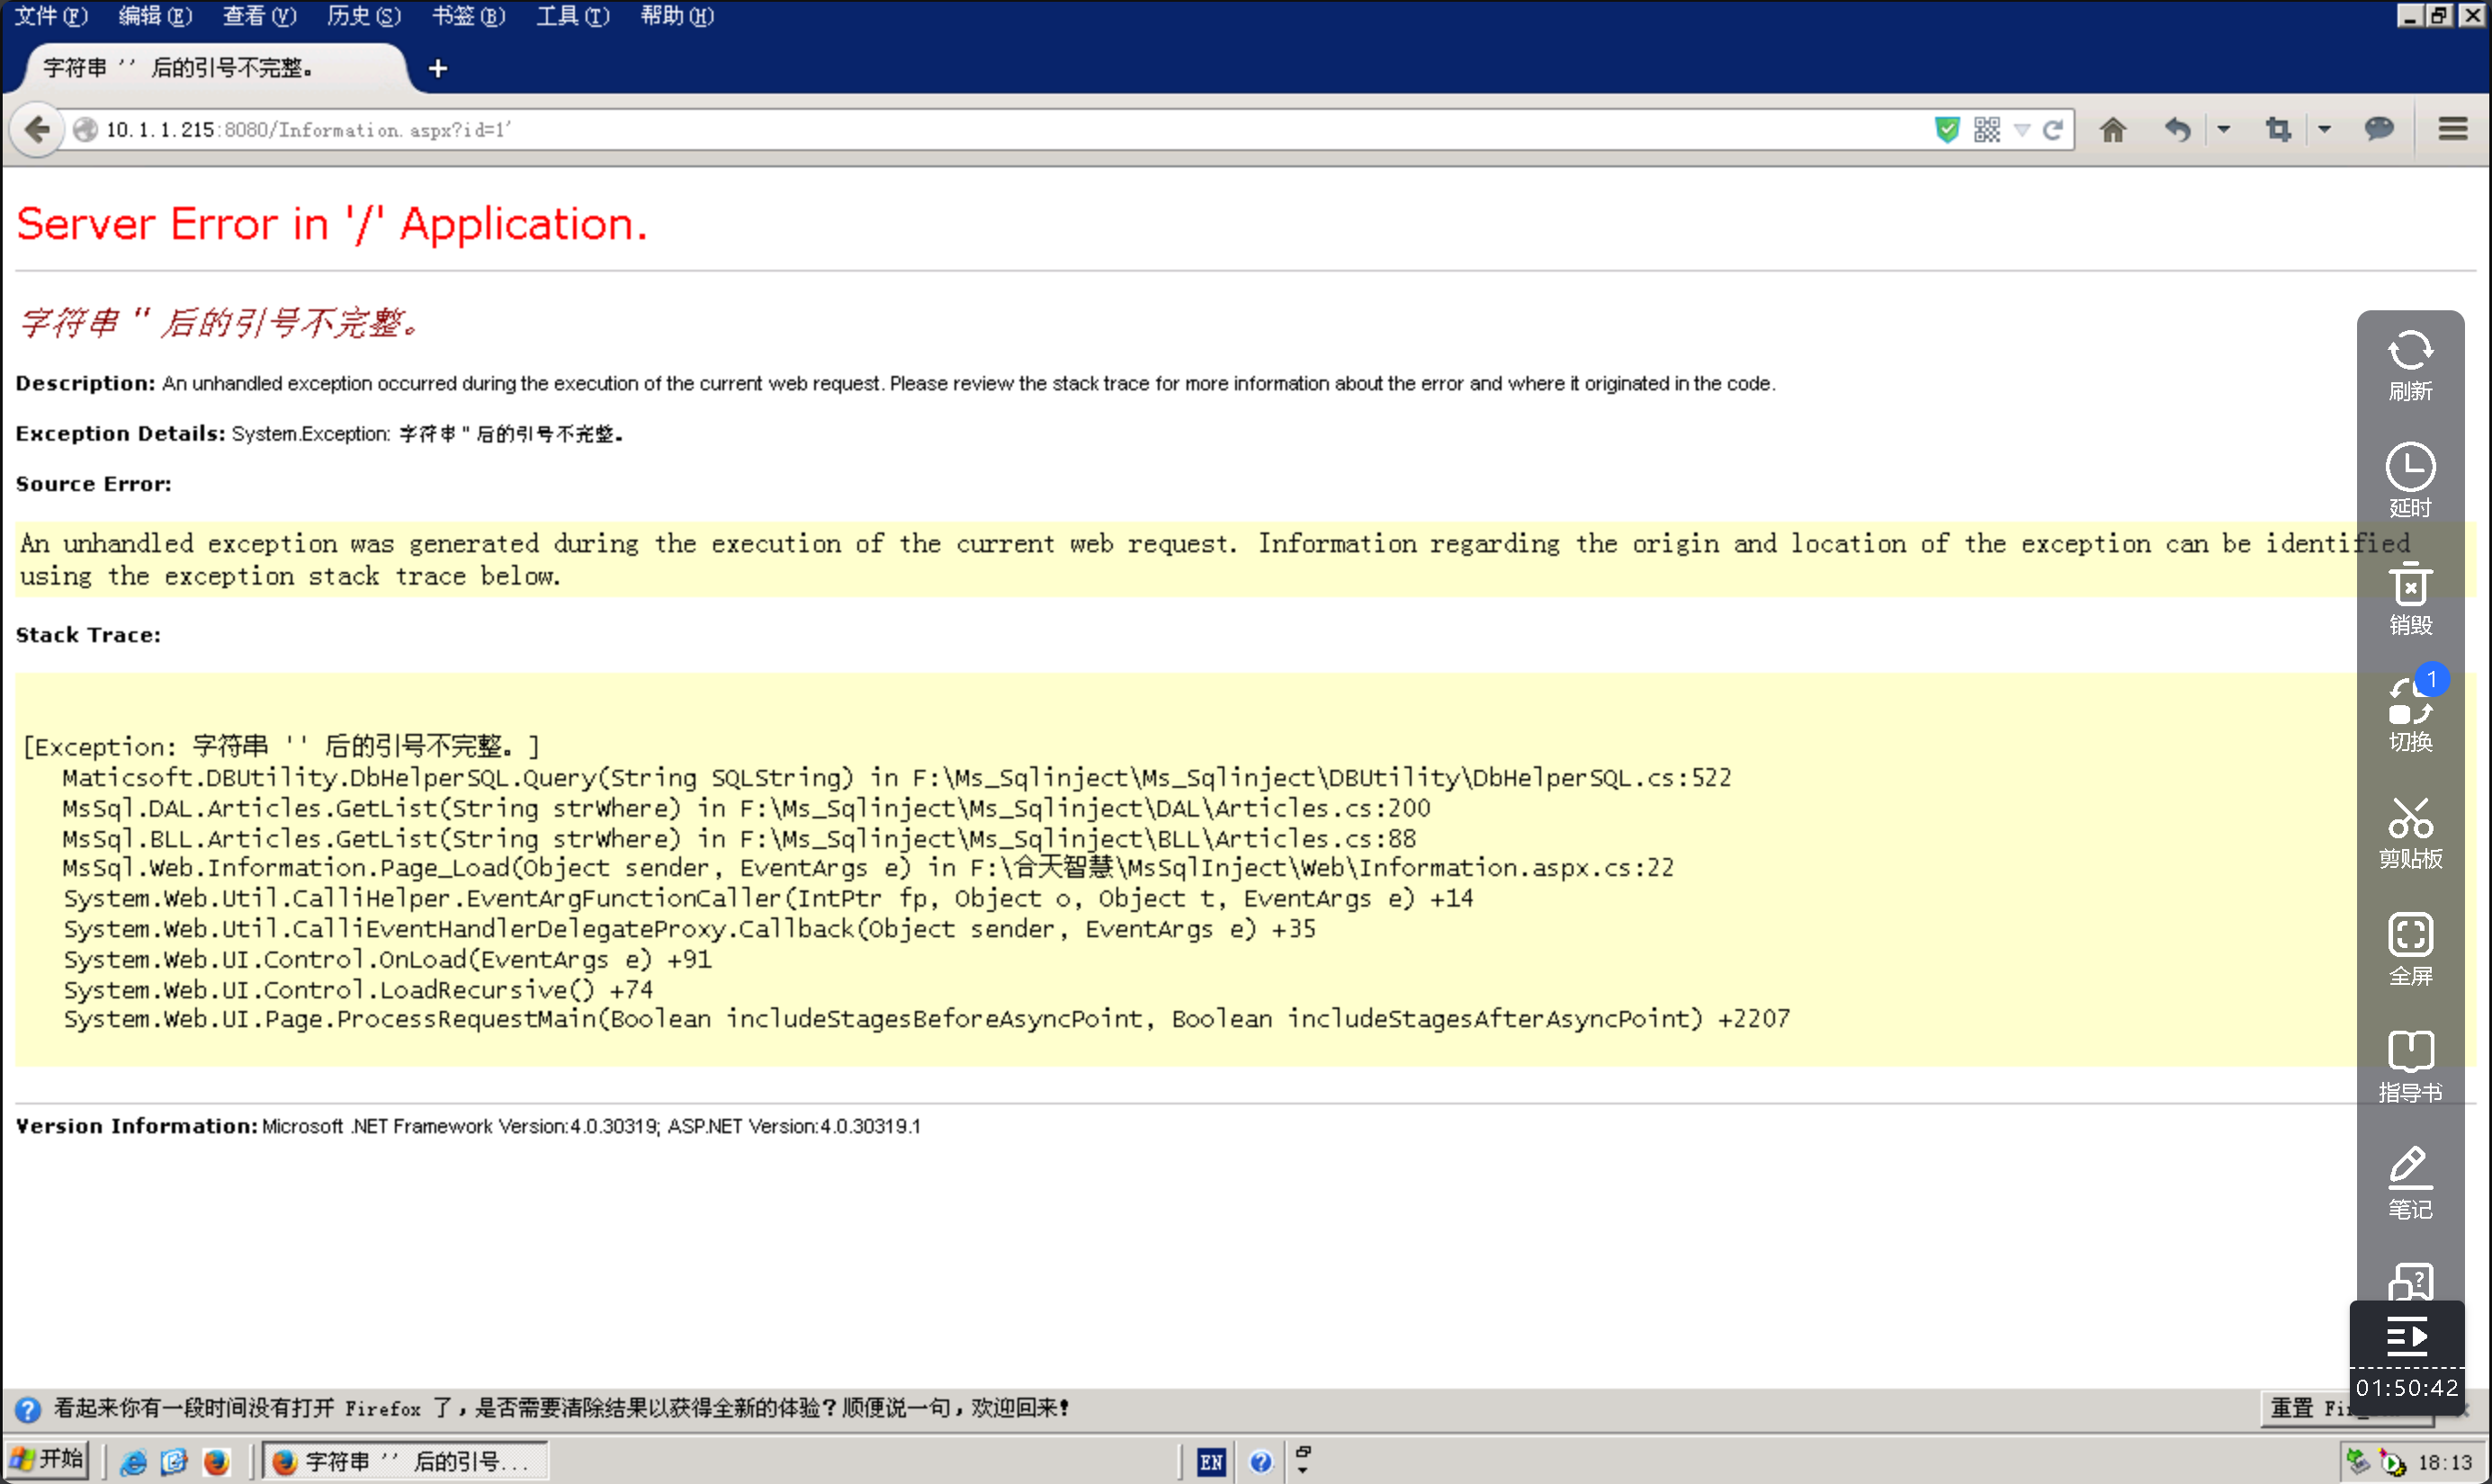 文件(F) 编辑(E) 查看(V) 历史(S) 书签(B) 工具(T) 帮助(H)
字符串 '' 后的引号不完整。
10.1.1.215:8080/Information.aspx?id=1'
Server Error in '/' Application.
字符串 '' 后的引号不完整。
Description: An unhandled exception occurred during the execution of the current web request. Please review the stack trace for more information about the error and where it originated in the code.
Exception Details: System.Exception: 字符串 '' 后的引号不完整。
Source Error:
An unhandled exception was generated during the execution of the current web request. Information regarding the origin and location of the exception can be identified
using the exception stack trace below.
Stack Trace:
[Exception: 字符串 '' 后的引号不完整。]
Maticsoft.DBUtility.DbHelperSQL.Query(String SQLString) in F:\Ms_Sqlinject\Ms_Sqlinject\DBUtility\DbHelperSQL.cs:522
MsSql.DAL.Articles.GetList(String strWhere) in F:\Ms_Sqlinject\Ms_Sqlinject\DAL\Articles.cs:200
MsSql.BLL.Articles.GetList(String strWhere) in F:\Ms_Sqlinject\Ms_Sqlinject\BLL\Articles.cs:88
MsSql.Web.Information.Page_Load(Object sender, EventArgs e) in F:\合天智慧\MsSqlInject\Web\Information.aspx.cs:22
System.Web.Util.CalliHelper.EventArgFunctionCaller(IntPtr fp, Object o, Object t, EventArgs e) +14
System.Web.Util.CalliEventHandlerDelegateProxy.Callback(Object sender, EventArgs e) +35
System.Web.UI.Control.OnLoad(EventArgs e) +91
System.Web.UI.Control.LoadRecursive() +74
System.Web.UI.Page.ProcessRequestMain(Boolean includeStagesBeforeAsyncPoint, Boolean includeStagesAfterAsyncPoint) +2207
Version Information: Microsoft .NET Framework Version:4.0.30319; ASP.NET Version:4.0.30319.1
刷新
延时
销毁
1
切换
剪贴板
全屏
指导书
笔记
01:50:42
看起来你有一段时间没有打开 Firefox 了，是否需要清除结果以获得全新的体验？顺便说一句，欢迎回来！
重置
开始
字符串 '' 后的引号...
EN
18:13